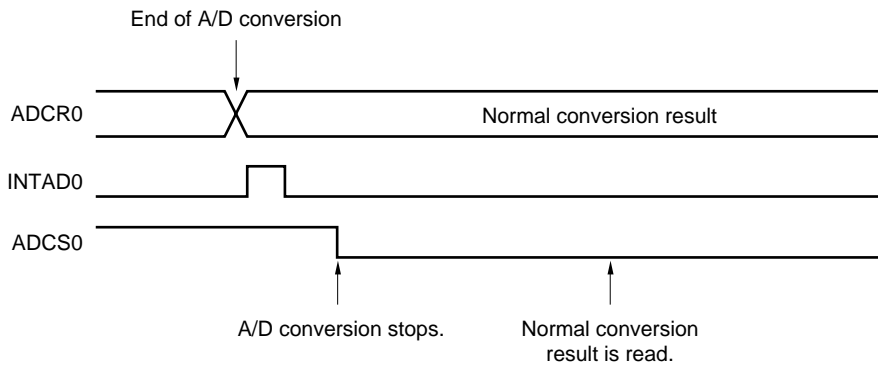 End of A/D conversion
ADCR0
Normal conversion result
INTAD0
ADCS0
A/D conversion stops.
Normal conversion
result is read.